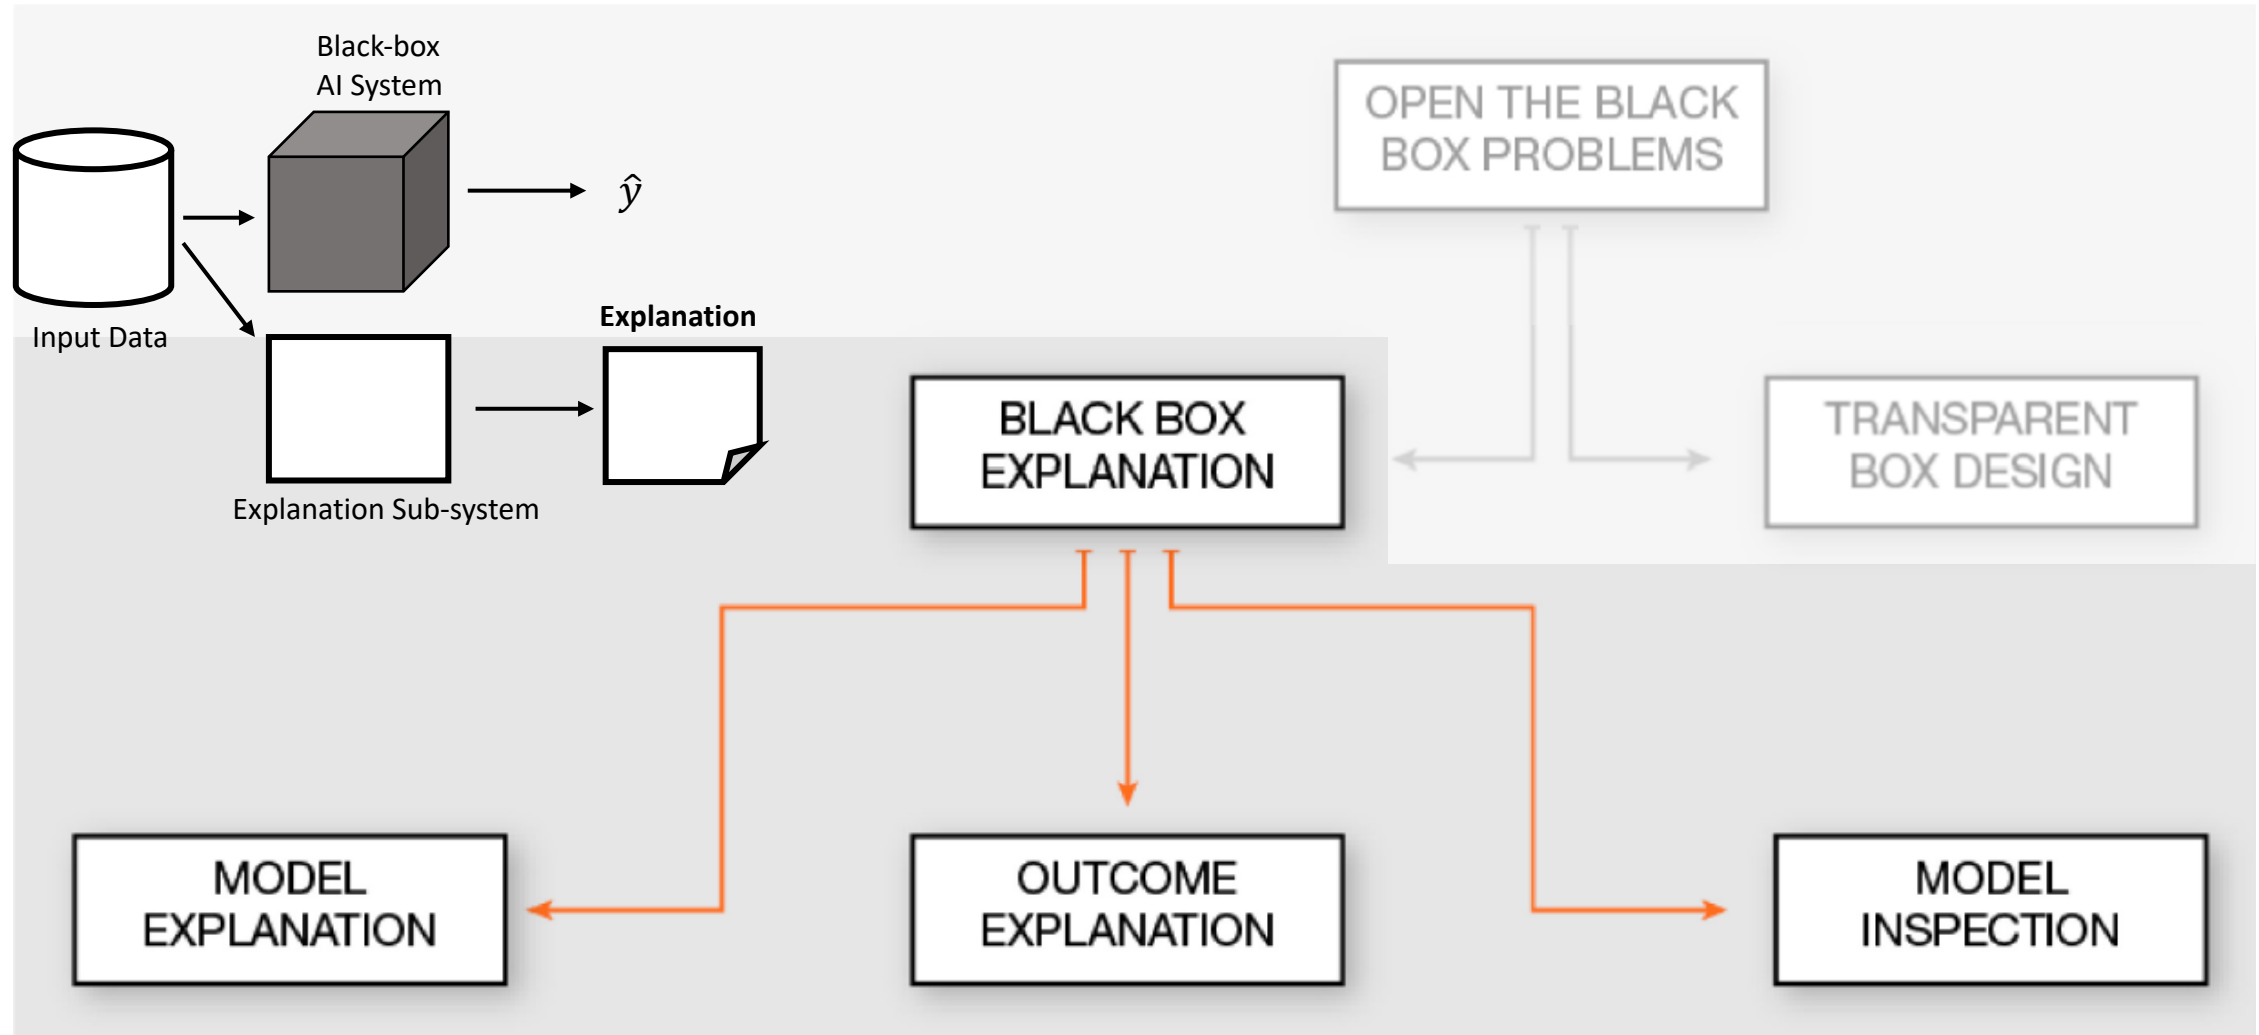 Black-box
AI System
ŷ
Input Data
Explanation
Explanation Sub-system
OPEN THE BLACK
BOX PROBLEMS
BLACK BOX
EXPLANATION
TRANSPARENT
BOX DESIGN
MODEL
EXPLANATION
OUTCOME
EXPLANATION
MODEL
INSPECTION